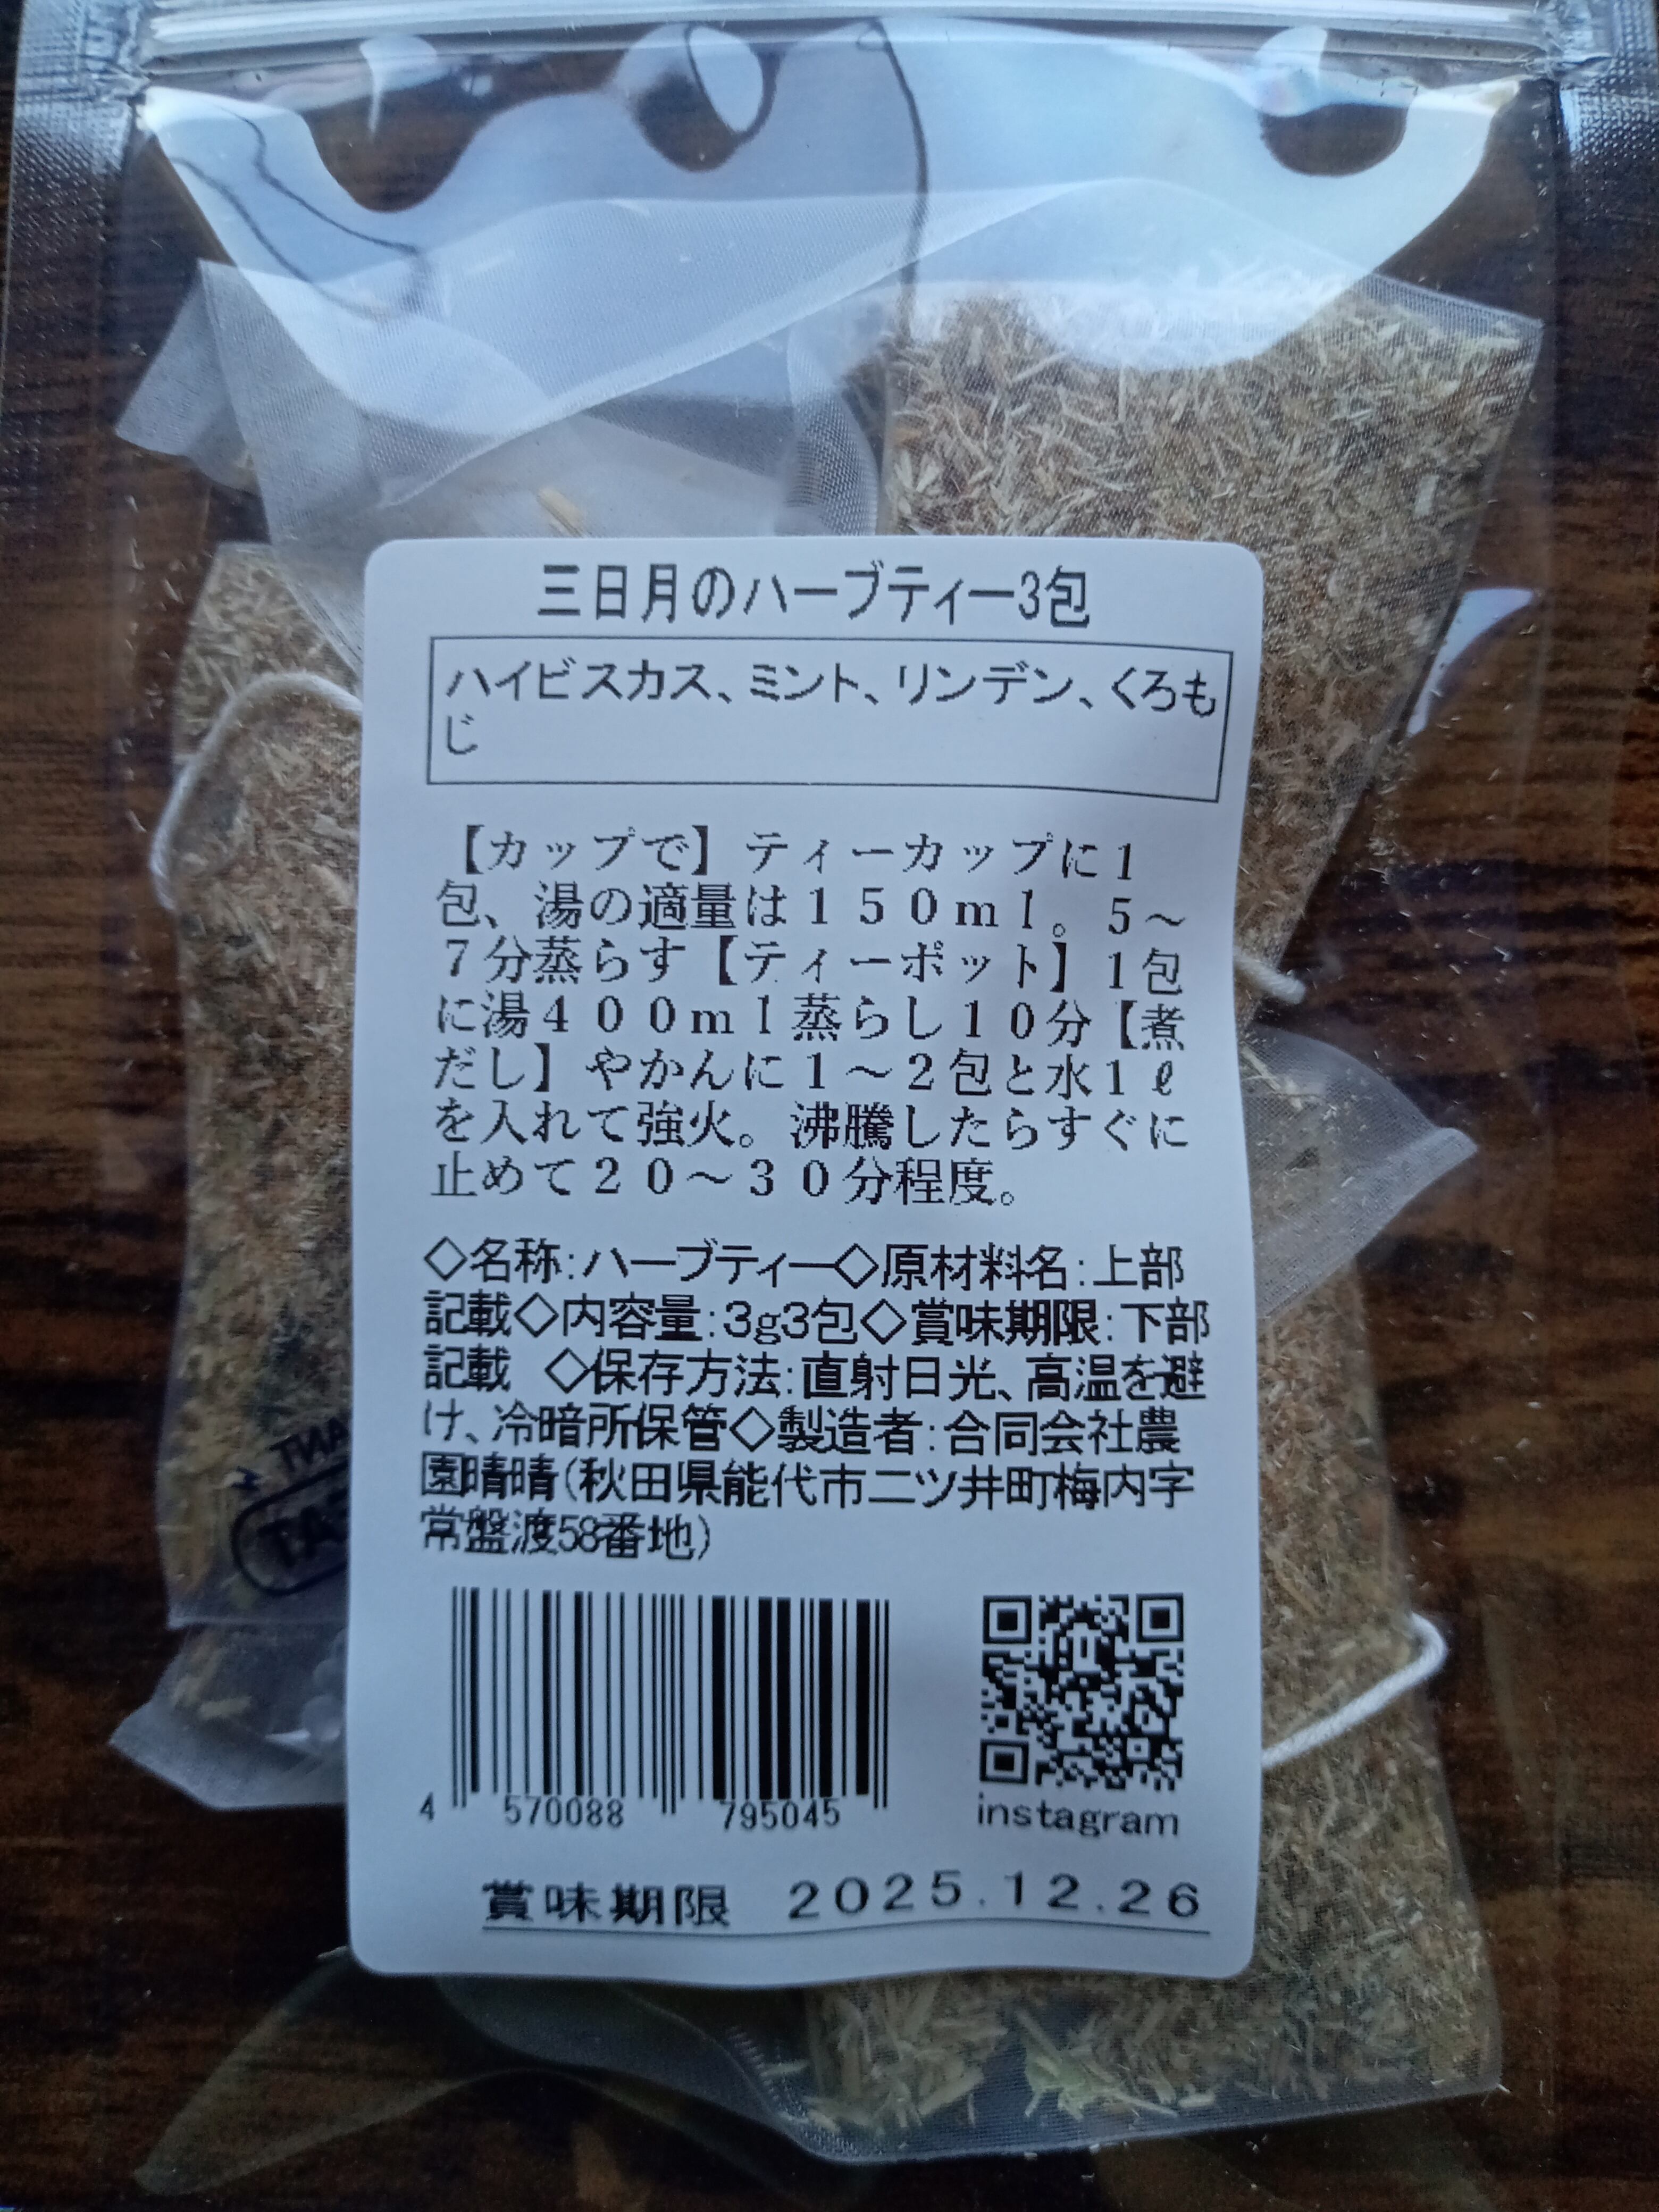 三日月のハーブティー3包
ハイビスカス、ミント、リンデン、くろも
じ
【カップで】ティーカップに１
包、湯の適量は１５０ｍｌ。５～
７分蒸らす【ティーポット】１包
に湯４００ｍｌ蒸らし１０分【煮
だし】やかんに１～２包と水１ℓ
を入れて強火。沸騰したらすぐに
止めて２０～３０分程度。
◇名称:ハーブティー◇原材料名:上部
記載◇内容量:3g3包◇賞味期限:下部
記載 ◇保存方法:直射日光、高温を避
け、冷暗所保管◇製造者:合同会社農
園晴晴(秋田県能代市二ツ井町梅内字
常盤渡58番地)
4 570088 795045
instagram
賞味期限 2025.12.26